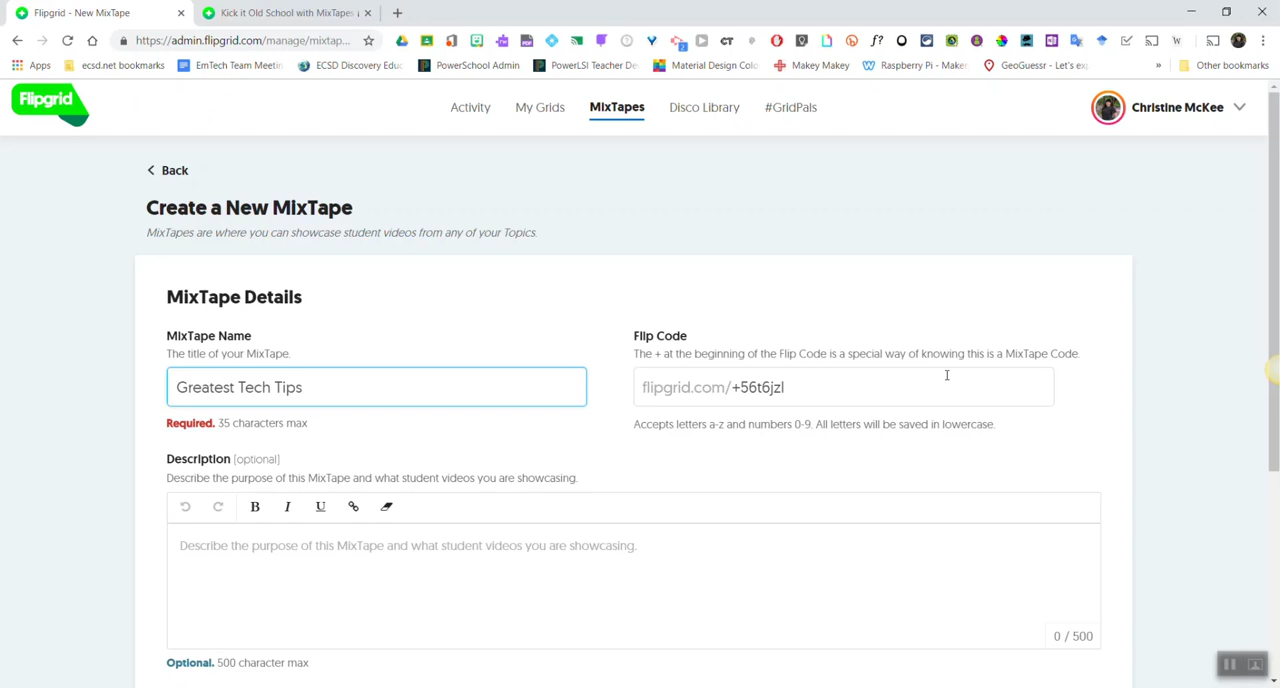 Flipgrid - New MixTape
Kick it Old School with MixTapes
https://admin.flipgrid.com/manage/mixtap...
Apps
ecsd.net bookmarks
EmTech Team Meetin
ECSD Discovery Educ
PowerSchool Admin
PowerLSI Teacher De
Material Design Colo
Makey Makey
Raspberry Pi - Make
GeoGuessr - Let's ex
»
Other bookmarks
Flipgrid
Activity
My Grids
MixTapes
Disco Library
#GridPals
Christine McKee
Back
Create a New MixTape
MixTapes are where you can showcase student videos from any of your Topics.
MixTape Details
MixTape Name
The title of your MixTape.
Greatest Tech Tips
Required. 35 characters max
Flip Code
The + at the beginning of the Flip Code is a special way of knowing this is a MixTape Code.
flipgrid.com/+56t6jzl
Accepts letters a-z and numbers 0-9. All letters will be saved in lowercase.
Description (optional)
Describe the purpose of this MixTape and what student videos you are showcasing.
B I U
Describe the purpose of this MixTape and what student videos you are showcasing.
0 / 500
Optional. 500 character max